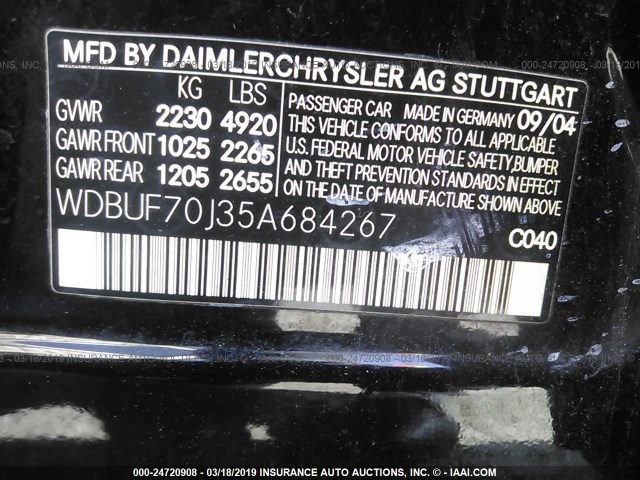 MFD BY DAIMLERCHRYSLER AG STUTTGART
KG LBS
GVWR 2230 4920
GAWR FRONT 1025 2265
GAWR REAR 1205 2655
PASSENGER CAR MADE IN GERMANY 09/04
THIS VEHICLE CONFORMS TO ALL APPLICABLE
U.S. FEDERAL MOTOR VEHICLE SAFETY, BUMPER
AND THEFT PREVENTION STANDARDS IN EFFECT
ON THE DATE OF MANUFACTURE SHOWN ABOVE
WDBUF70J35A684267
C040
000-24720908 - 03/18/2019 INSURANCE AUTO AUCTIONS, INC. - © - IAAI.COM